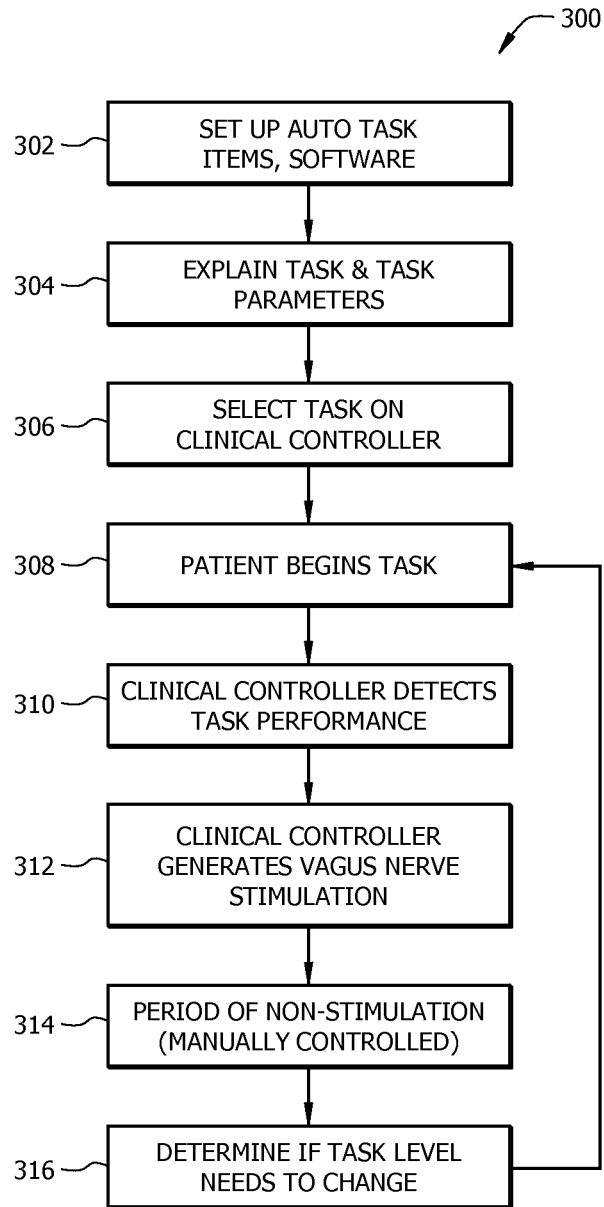 300
302
SET UP AUTO TASK
ITEMS, SOFTWARE
304
EXPLAIN TASK & TASK
PARAMETERS
306
SELECT TASK ON
CLINICAL CONTROLLER
308
PATIENT BEGINS TASK
310
CLINICAL CONTROLLER DETECTS
TASK PERFORMANCE
312
CLINICAL CONTROLLER
GENERATES VAGUS NERVE
STIMULATION
314
PERIOD OF NON-STIMULATION
(MANUALLY CONTROLLED)
316
DETERMINE IF TASK LEVEL
NEEDS TO CHANGE